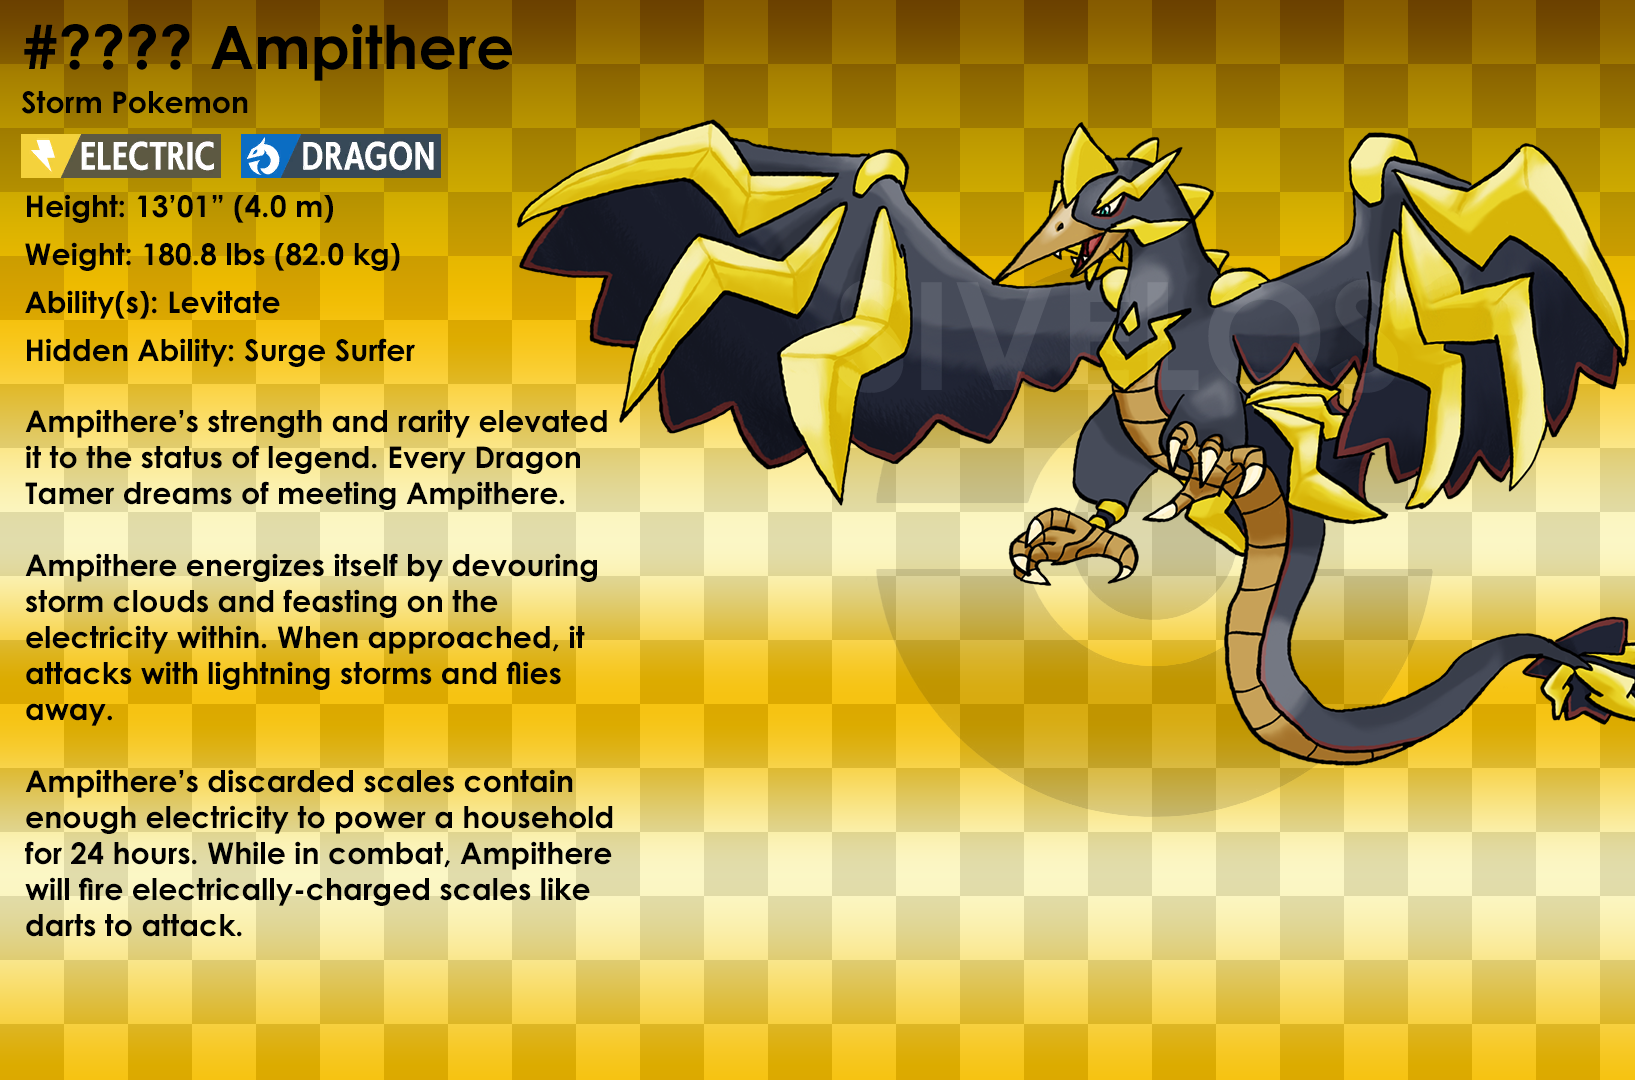 #???? Ampithere
Storm Pokemon
ELECTRIC DRAGON
Height: 13’01” (4.0 m)
Weight: 180.8 lbs (82.0 kg)
Ability(s): Levitate
Hidden Ability: Surge Surfer
Ampithere’s strength and rarity elevated
it to the status of legend. Every Dragon
Tamer dreams of meeting Ampithere.
Ampithere energizes itself by devouring
storm clouds and feasting on the
electricity within. When approached, it
attacks with lightning storms and flies
away.
Ampithere’s discarded scales contain
enough electricity to power a household
for 24 hours. While in combat, Ampithere
will fire electrically-charged scales like
darts to attack.
SIVELOS